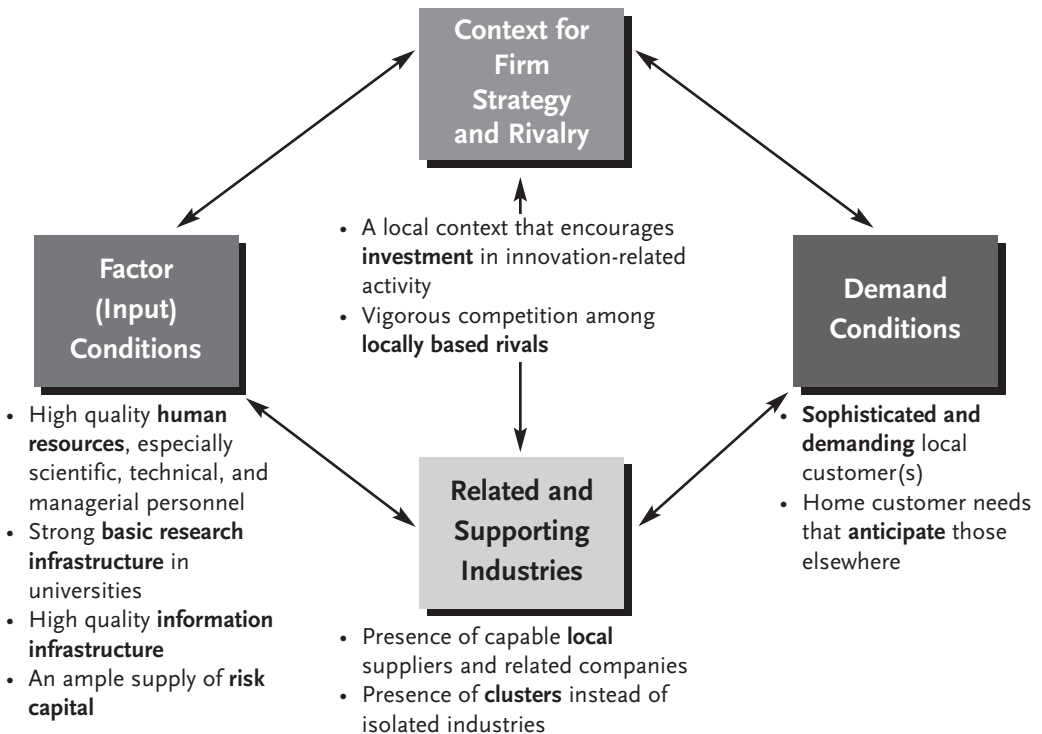 Context for
Firm
Strategy
and Rivalry
• A local context that encourages
investment in innovation-related
activity
• Vigorous competition among
locally based rivals
Factor
(Input)
Conditions
• High quality human
resources, especially
scientific, technical, and
managerial personnel
• Strong basic research
infrastructure in
universities
• High quality information
infrastructure
• An ample supply of risk
capital
Demand
Conditions
• Sophisticated and
demanding local
customer(s)
• Home customer needs
that anticipate those
elsewhere
Related and
Supporting
Industries
• Presence of capable local
suppliers and related companies
• Presence of clusters instead of
isolated industries